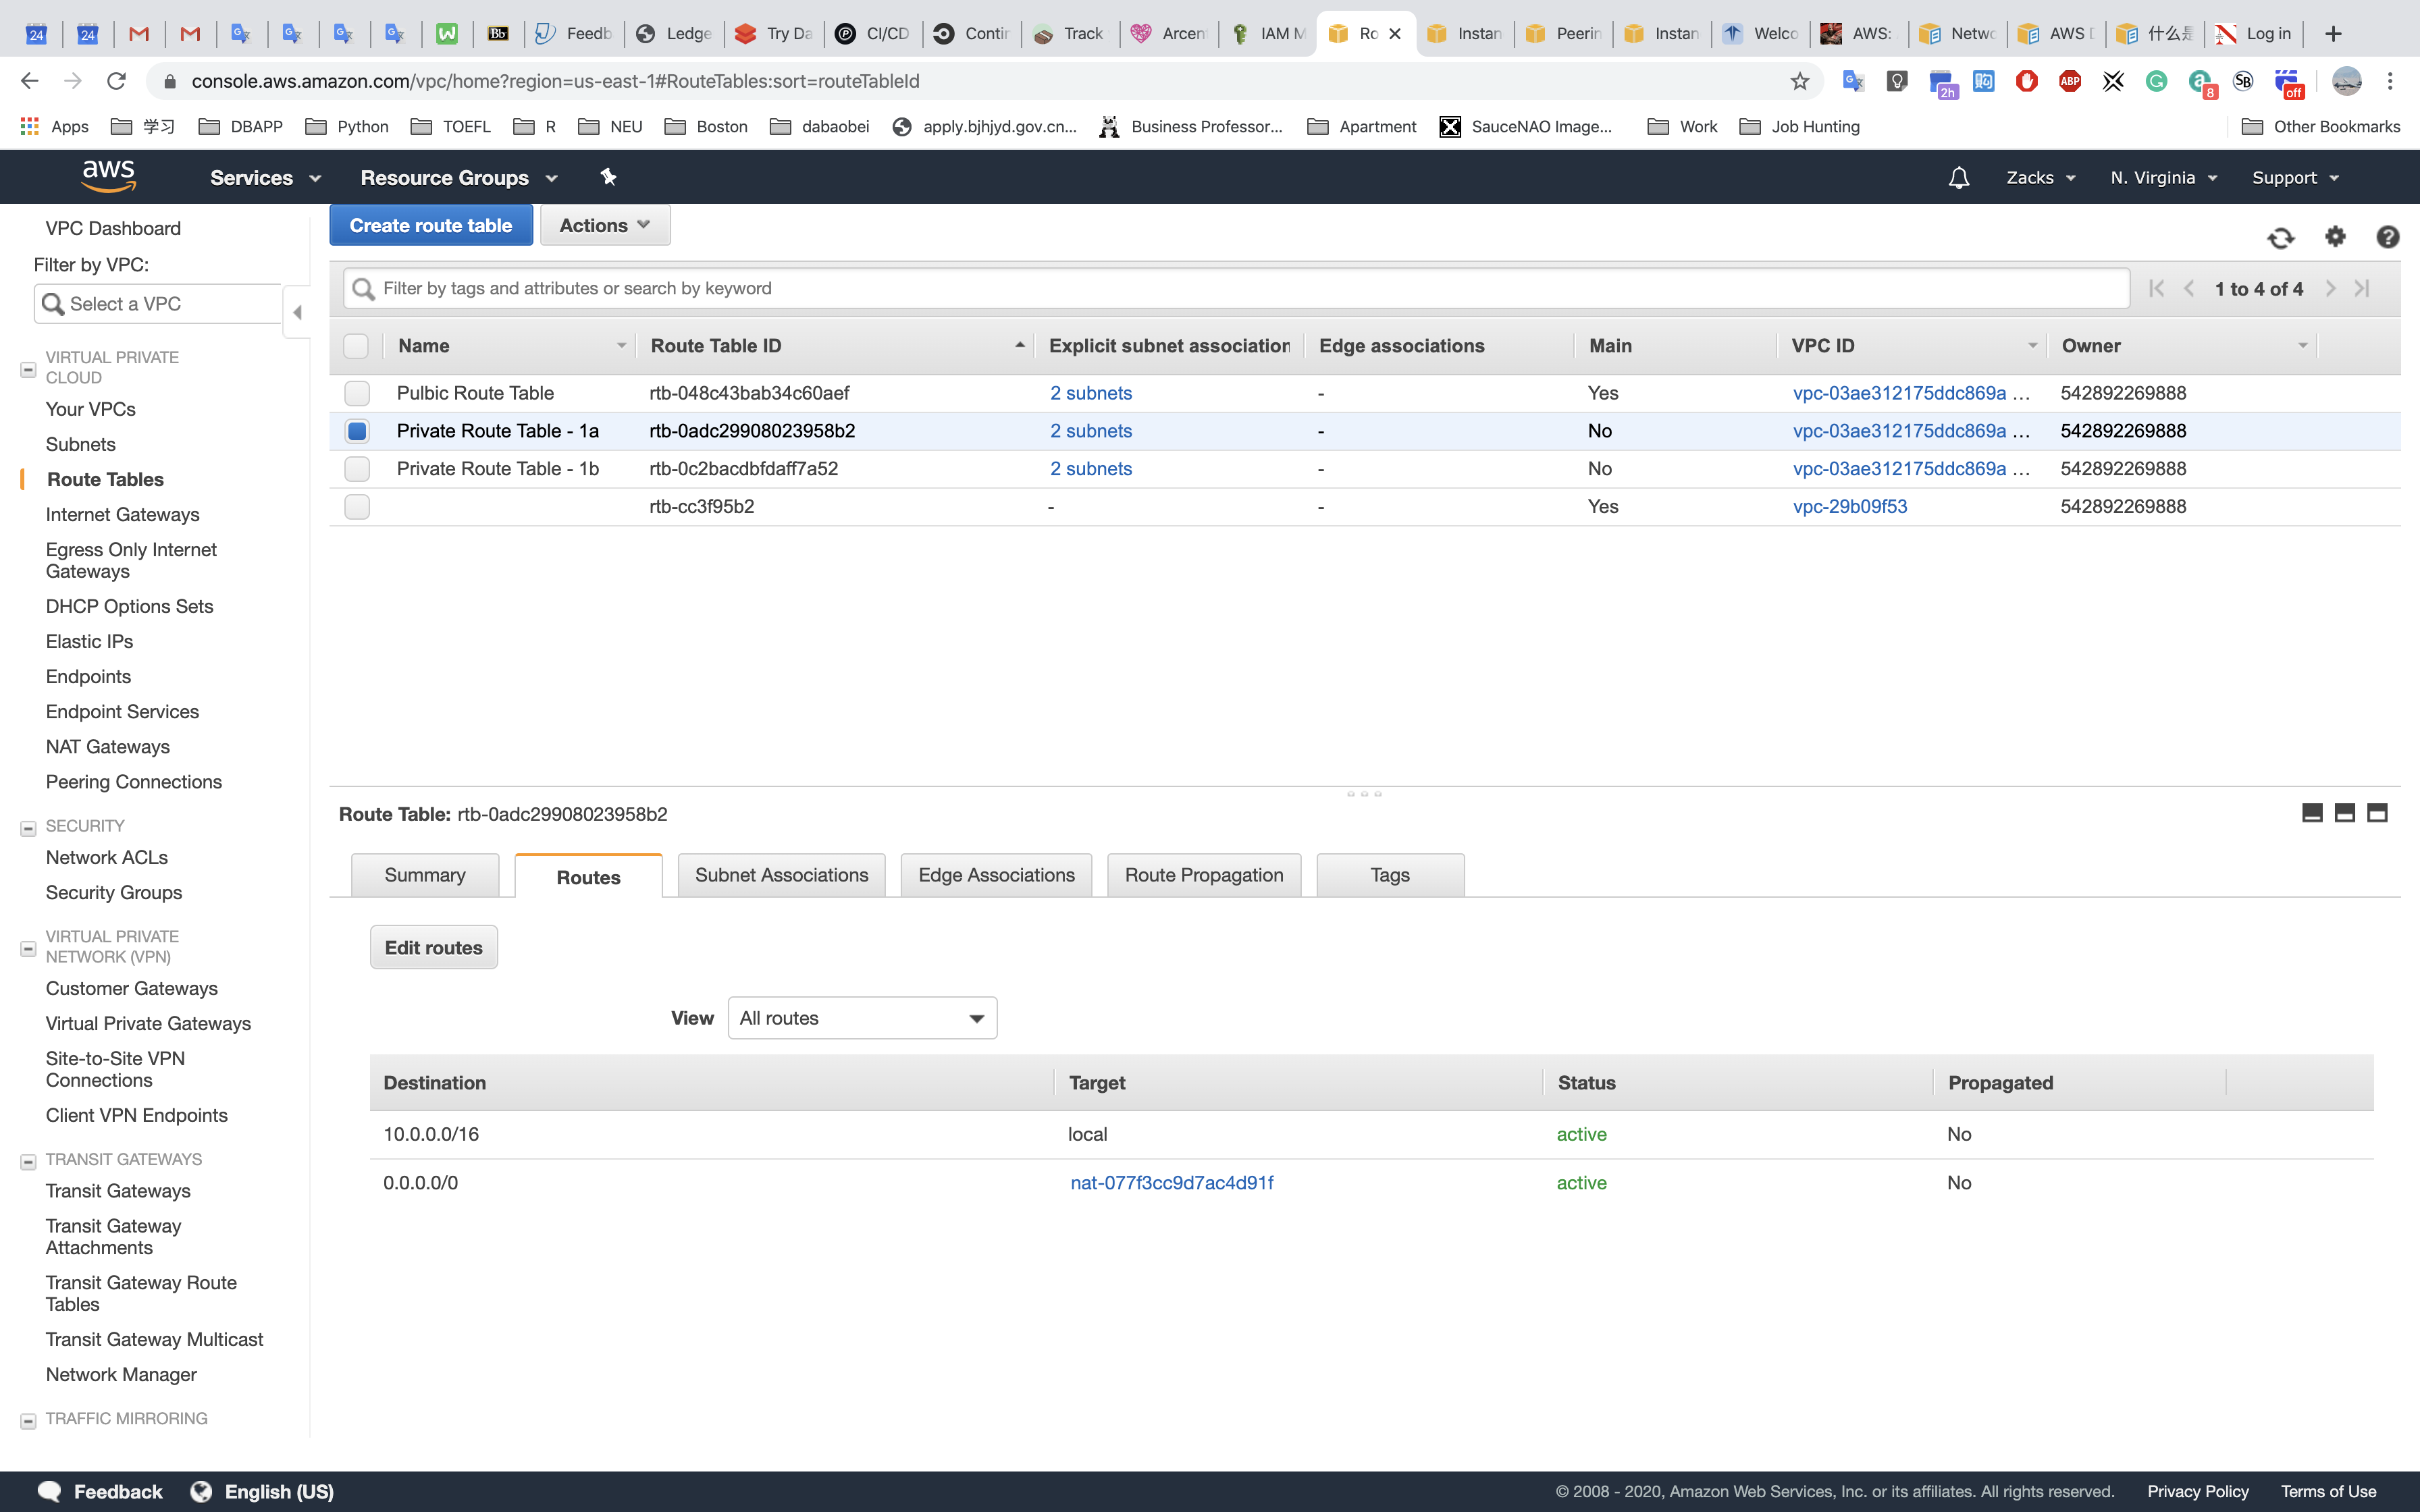 24
24
Bb
Feedb
Ledge
Try Da
CI/CD
Contin
Track
Arcen
IAM M
Ro
Instan
Peerin
Instan
Welco
AWS:
Netwo
AWS D
什么是
Log in
console.aws.amazon.com/vpc/home?region=us-east-1#RouteTables:sort=routeTableId
2h
ABP
8
SB
off
Apps
学习
DBAPP
Python
TOEFL
R
NEU
Boston
dabaobei
apply.bjhjyd.gov.cn...
Business Professor...
Apartment
SauceNAO Image...
Work
Job Hunting
Other Bookmarks
aws
Services
Resource Groups
Zacks
N. Virginia
Support
VPC Dashboard
Filter by VPC:
Select a VPC
VIRTUAL PRIVATE
CLOUD
Your VPCs
Subnets
Route Tables
Internet Gateways
Egress Only Internet
Gateways
DHCP Options Sets
Elastic IPs
Endpoints
Endpoint Services
NAT Gateways
Peering Connections
SECURITY
Network ACLs
Security Groups
VIRTUAL PRIVATE
NETWORK (VPN)
Customer Gateways
Virtual Private Gateways
Site-to-Site VPN
Connections
Client VPN Endpoints
TRANSIT GATEWAYS
Transit Gateways
Transit Gateway
Attachments
Transit Gateway Route
Tables
Transit Gateway Multicast
Network Manager
TRAFFIC MIRRORING
Create route table
Actions
Filter by tags and attributes or search by keyword
1 to 4 of 4
Name Route Table ID Explicit subnet association Edge associations Main VPC ID Owner
Pulbic Route Table rtb-048c43bab34c60aef 2 subnets - Yes vpc-03ae312175ddc869a ... 542892269888
Private Route Table - 1a rtb-0adc29908023958b2 2 subnets - No vpc-03ae312175ddc869a ... 542892269888
Private Route Table - 1b rtb-0c2bacdbfdaff7a52 2 subnets - No vpc-03ae312175ddc869a ... 542892269888
rtb-cc3f95b2 - - Yes vpc-29b09f53 542892269888
Route Table: rtb-0adc29908023958b2
Summary
Routes
Subnet Associations
Edge Associations
Route Propagation
Tags
Edit routes
View All routes
Destination Target Status Propagated
10.0.0.0/16 local active No
0.0.0.0/0 nat-077f3cc9d7ac4d91f active No
Feedback
English (US)
© 2008 - 2020, Amazon Web Services, Inc. or its affiliates. All rights reserved.
Privacy Policy
Terms of Use